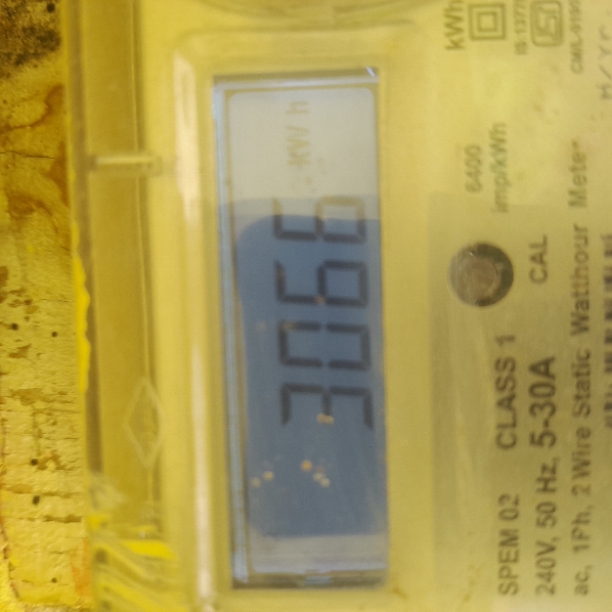 3066
KW h
kWh
6400
imp/kWh
CAL
SPEM 02 CLASS 1
240V, 50 Hz, 5-30A
ac, 1Ph, 2 Wire Static Watthour Meter